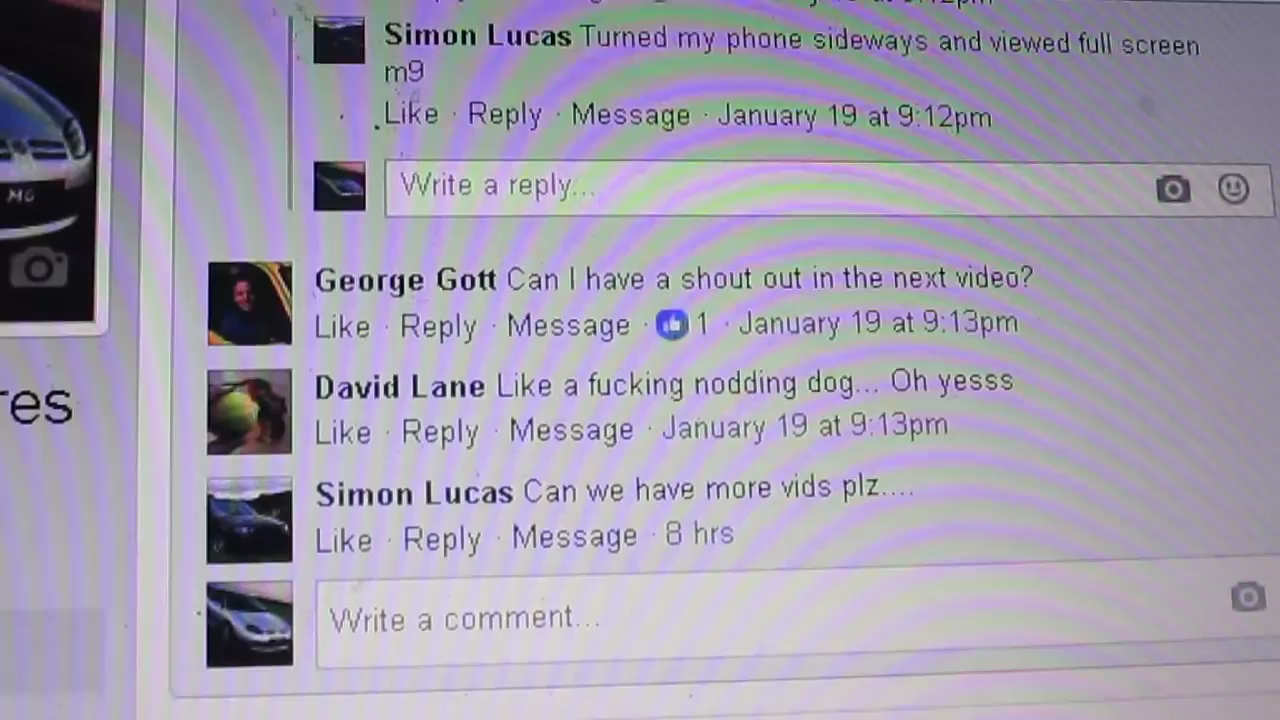 Simon Lucas Turned my phone sideways and viewed full screen
m9
Like · Reply · Message · January 19 at 9:12pm
Write a reply...
George Gott Can I have a shout out in the next video?
Like · Reply · Message · 1 · January 19 at 9:13pm
David Lane Like a fucking nodding dog... Oh yesss
Like · Reply · Message · January 19 at 9:13pm
Simon Lucas Can we have more vids plz....
Like · Reply · Message · 8 hrs
Write a comment...